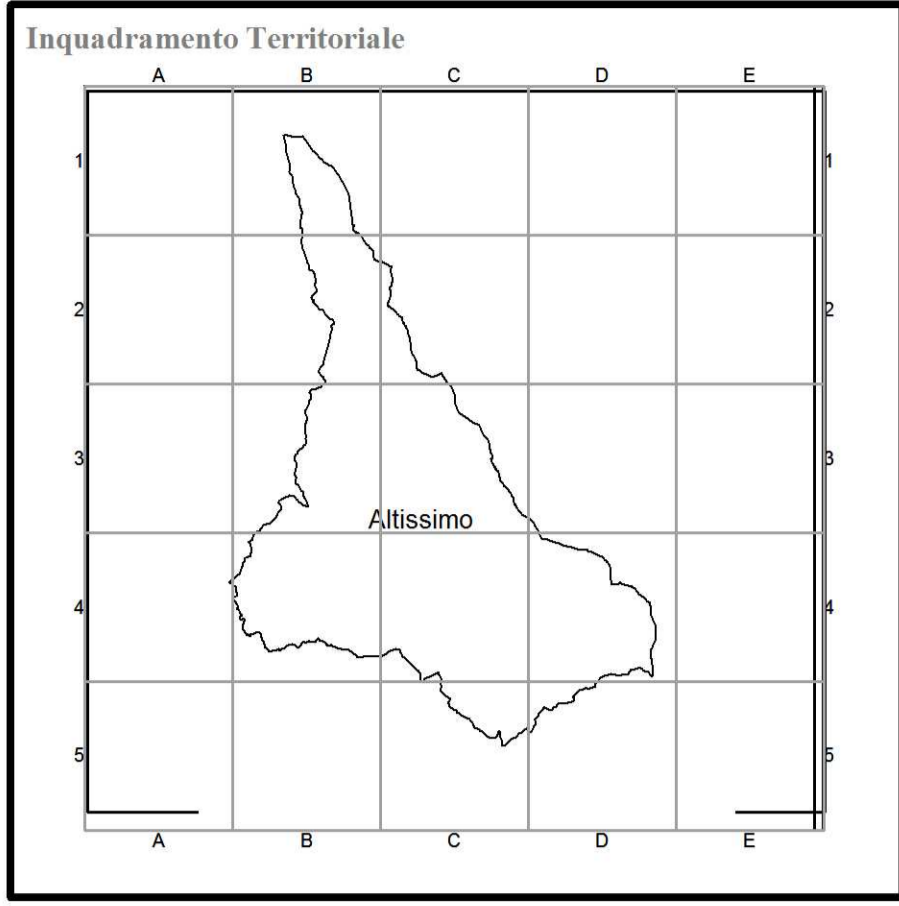 Inquadramento Territoriale
A B C D E
1 1
2 2
3 3
Altissimo
4 4
5 5
A B C D E